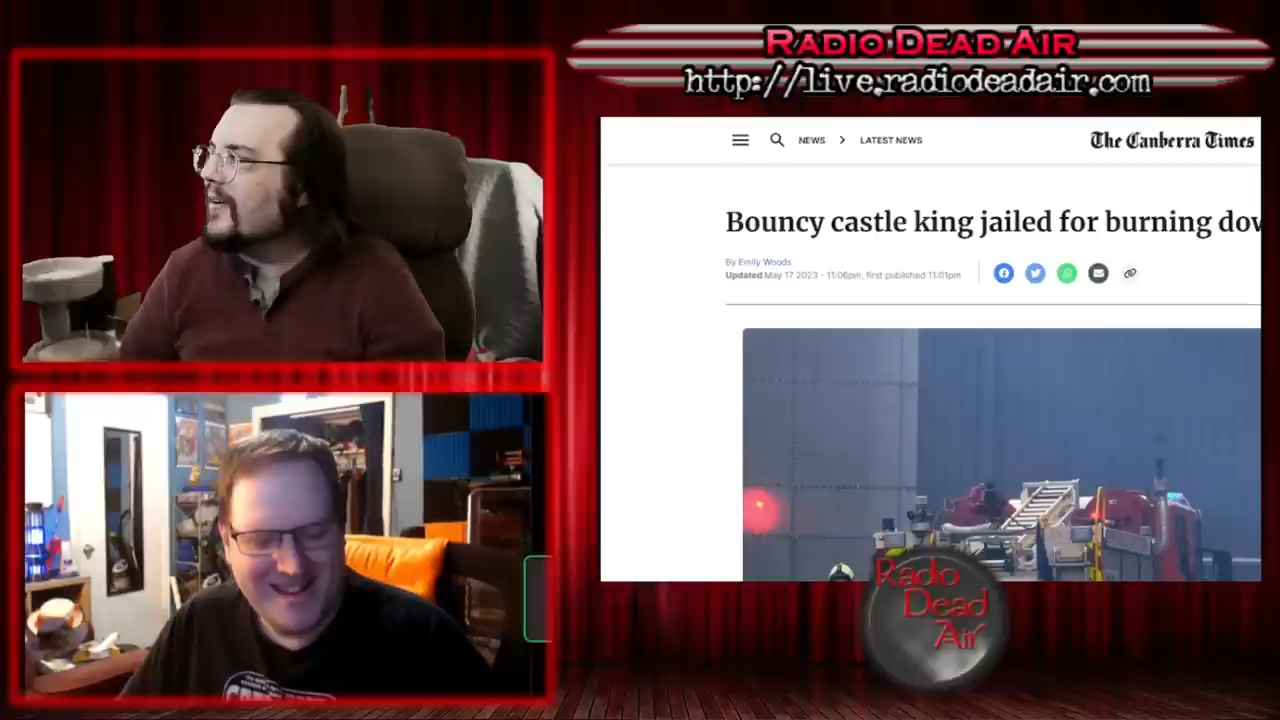 Radio Dead Air
http://live.radiodeadair.com
NEWS > LATEST NEWS
The Canberra Times
Bouncy castle king jailed for burning dov
By Emily Woods
Updated May 17 2023 - 11:06pm, first published 11:01pm
Radio
Dead
Air